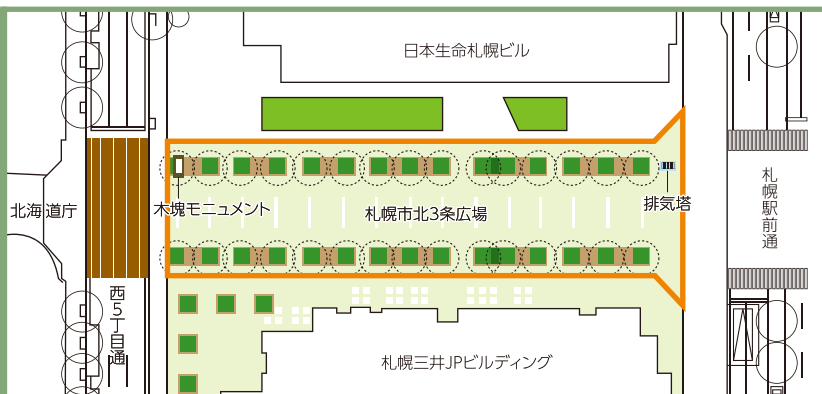 日本生命札幌ビル
北海道庁
木塊モニュメント
札幌市北3条広場
排気塔
札幌駅前通
西5丁目通
札幌三井JPビルディング